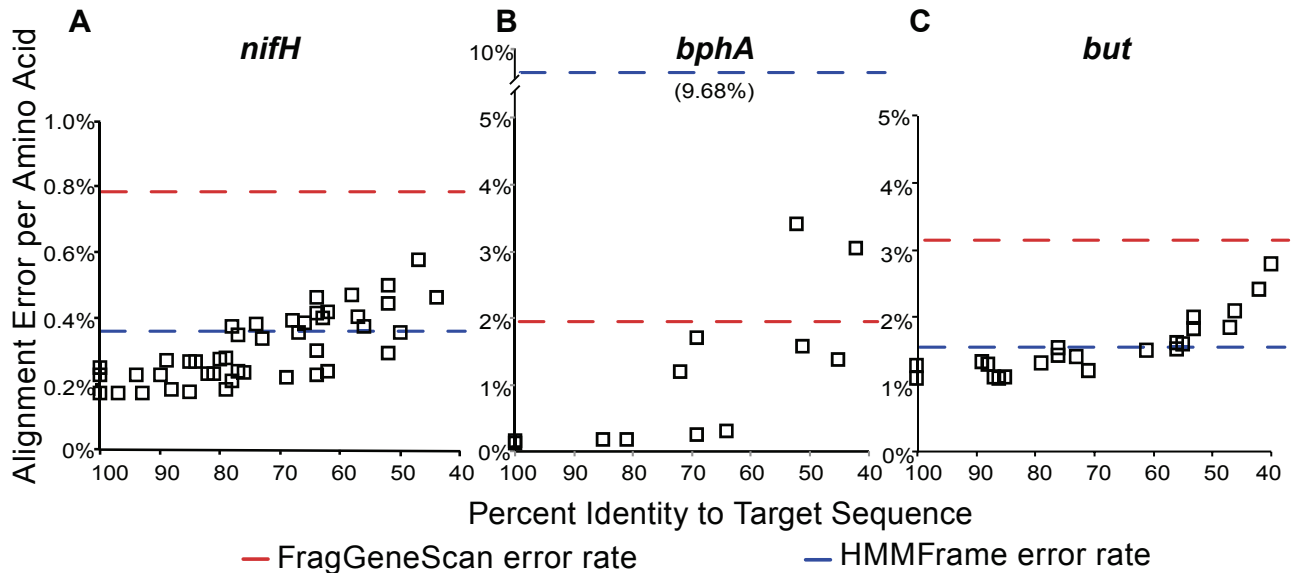 A
nifH
B
bphA
C
but
Alignment Error per Amino Acid
1.0%
0.8%
0.6%
0.4%
0.2%
0%
100 90 80 70 60 50 40
10%
(9.68%)
5%
4%
3%
2%
1%
0%
100 90 80 70 60 50 40
5%
4%
3%
2%
1%
0%
100 90 80 70 60 50 40
Percent Identity to Target Sequence
FragGeneScan error rate
HMMFrame error rate